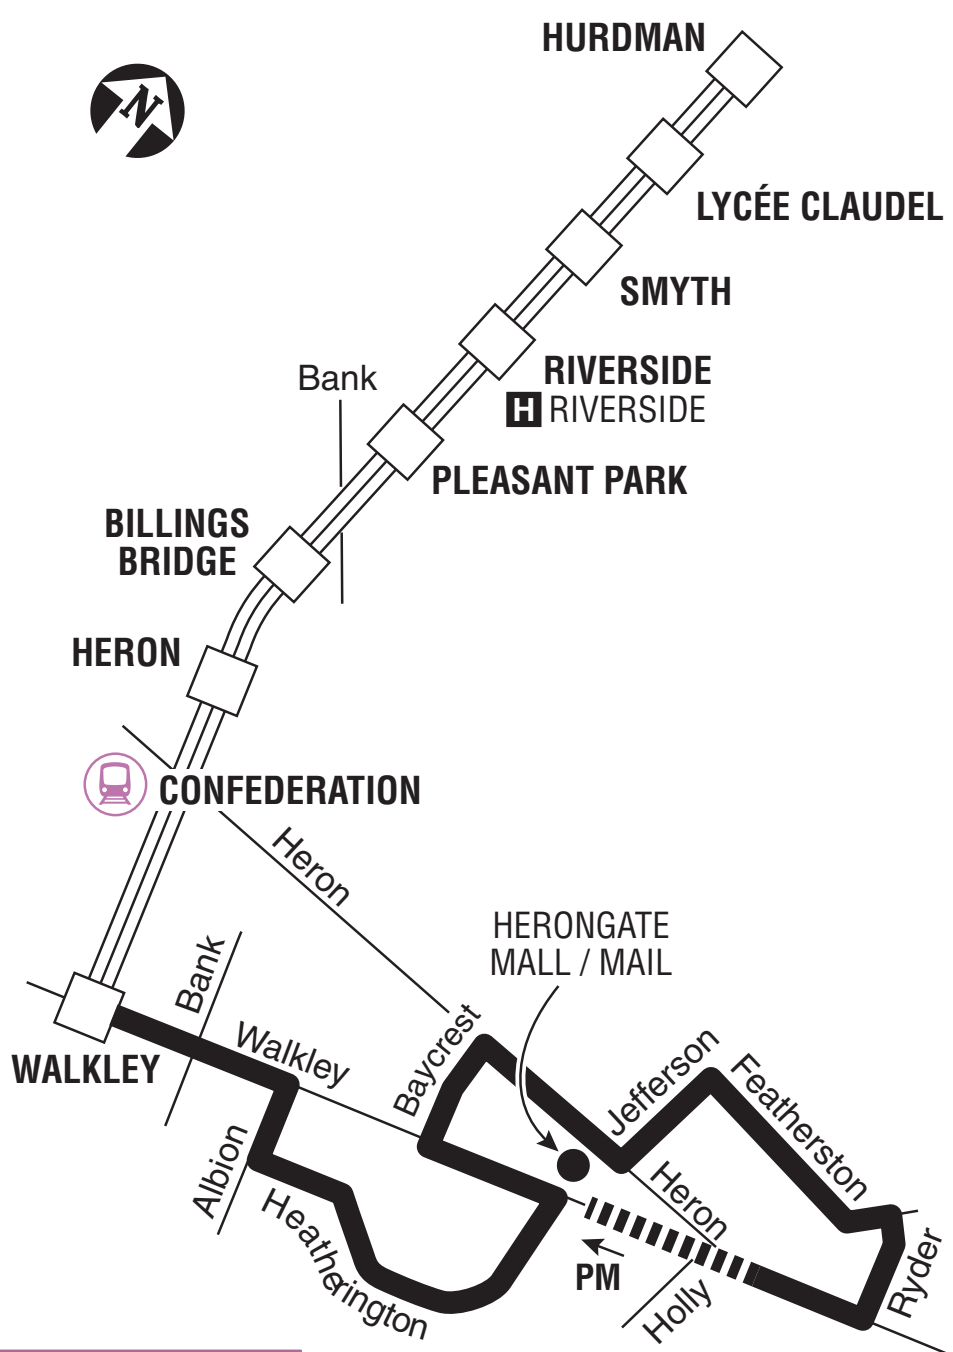 HURDMAN
N
LYCÉE CLAUDEL
SMYTH
RIVERSIDE
H RIVERSIDE
Bank
PLEASANT PARK
BILLINGS
BRIDGE
HERON
CONFEDERATION
Heron
HERONGATE
MALL / MAIL
Bank
Walkley
WALKLEY
Baycrest
Jefferson
Featherston
Albion
Heatherington
Heron
PM
Holly
Ryder